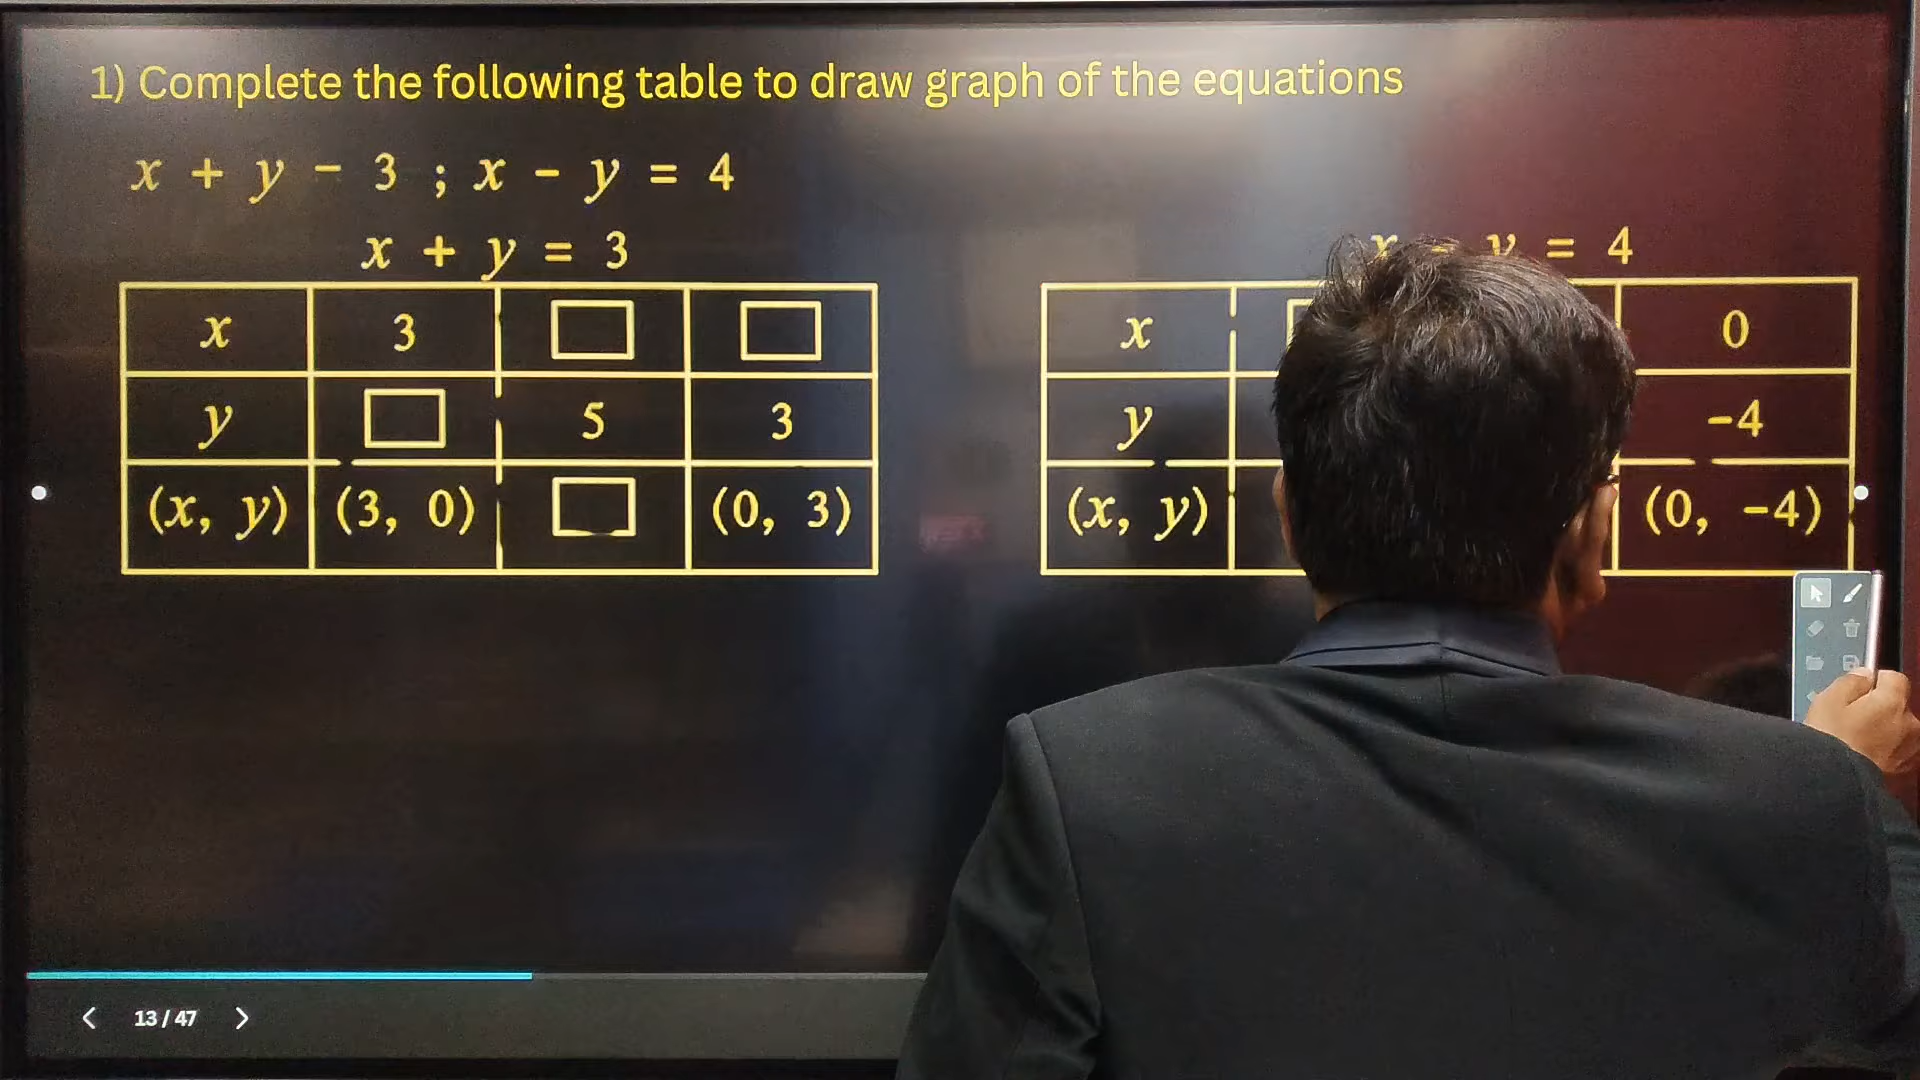 1) Complete the following table to draw graph of the equations
x + y - 3 ; x - y = 4
x + y = 3
x 3
y 5 3
(x, y) (3, 0) (0, 3)
x - y = 4
x 0
y -4
(x, y) (0, -4)
13 / 47